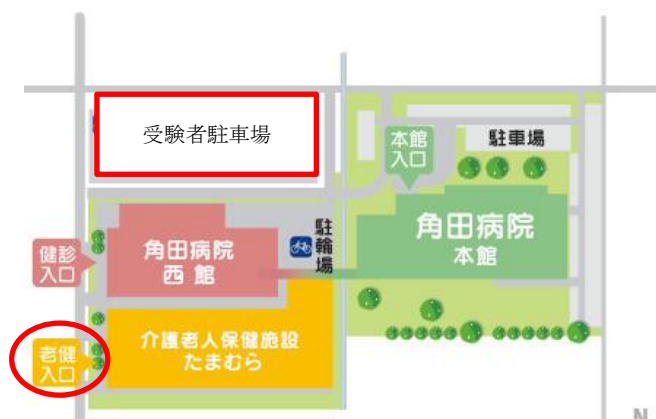 受験者駐車場
本館
入口
駐車場
健診
入口
角田病院
西館
駐輪場
角田病院
本館
老健
入口
介護老人保健施設
たまむら
N